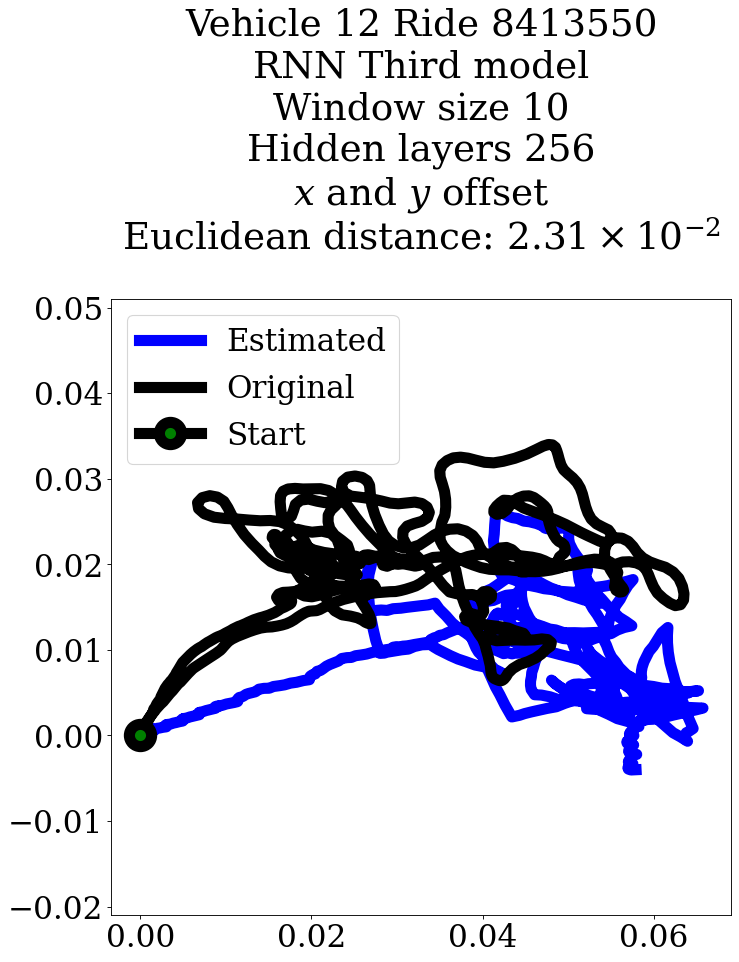 Vehicle 12 Ride 8413550
RNN Third model
Window size 10
Hidden layers 256
x and y offset
Euclidean distance: 2.31 × 10⁻²
Estimated
Original
Start
0.05
0.04
0.03
0.02
0.01
0.00
−0.01
−0.02
0.00 0.02 0.04 0.06